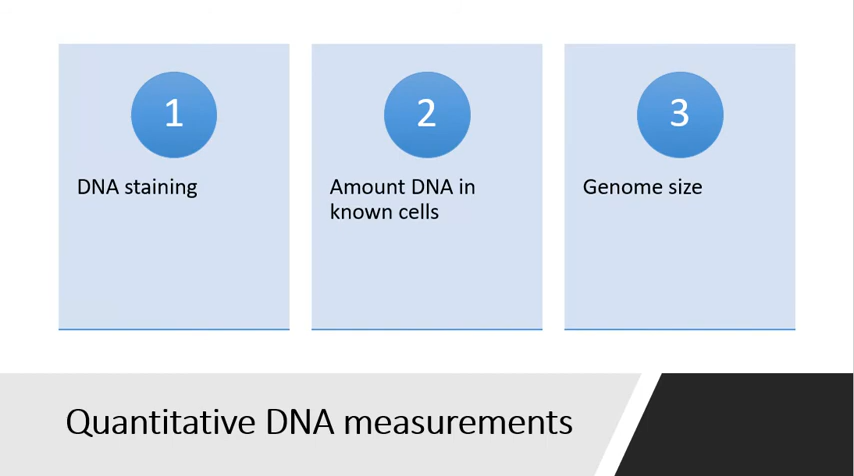 1
DNA staining
2
Amount DNA in
known cells
3
Genome size
Quantitative DNA measurements